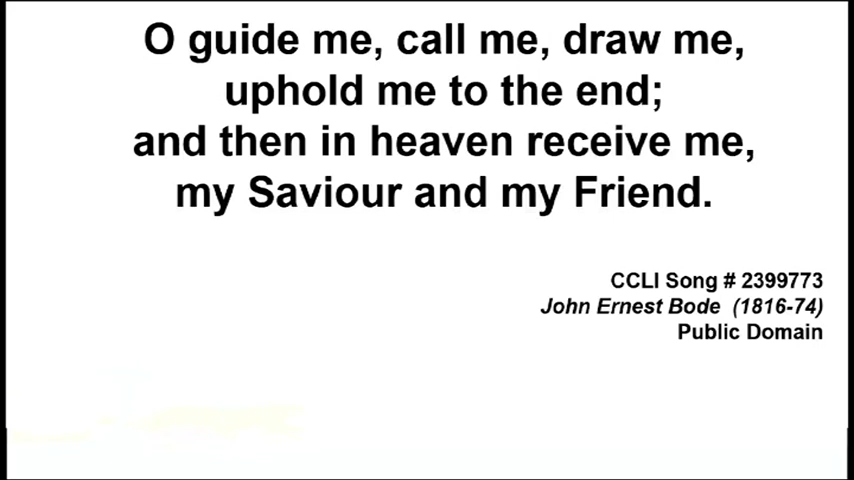 O guide me, call me, draw me,
uphold me to the end;
and then in heaven receive me,
my Saviour and my Friend.
CCLI Song # 2399773
John Ernest Bode (1816-74)
Public Domain